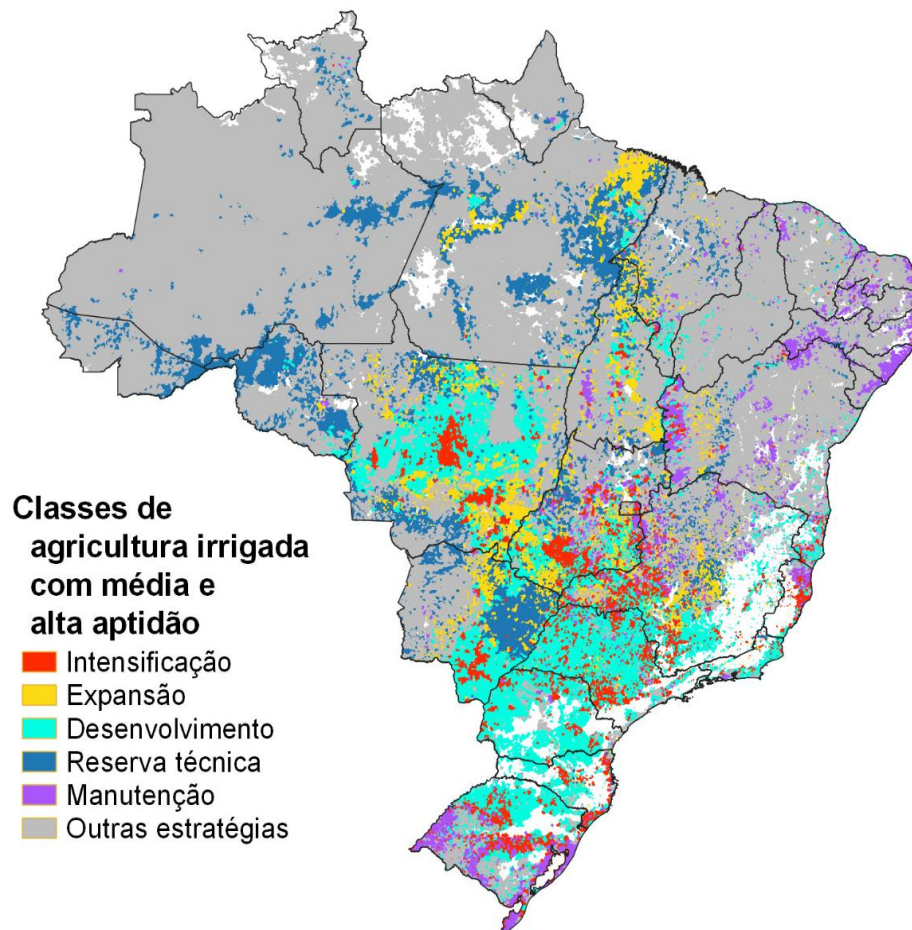 Classes de
agricultura irrigada
com média e
alta aptidão
Intensificação
Expansão
Desenvolvimento
Reserva técnica
Manutenção
Outras estratégias